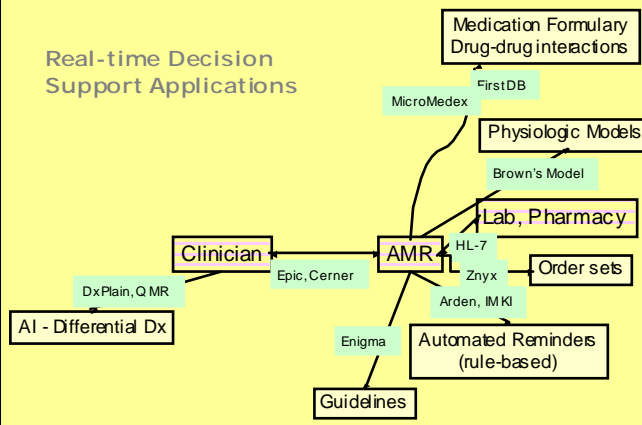 Medication Formulary
Drug-drug interactions
Real-time Decision
Support Applications
FirstDB
MicroMedex
Physiologic Models
Brown's Model
Lab, Pharmacy
Clinician
AMR
HL-7
Epic, Cerner
Znyx
Order sets
DxPlain, QMR
Arden, IMKI
AI - Differential Dx
Enigma
Automated Reminders
(rule-based)
Guidelines